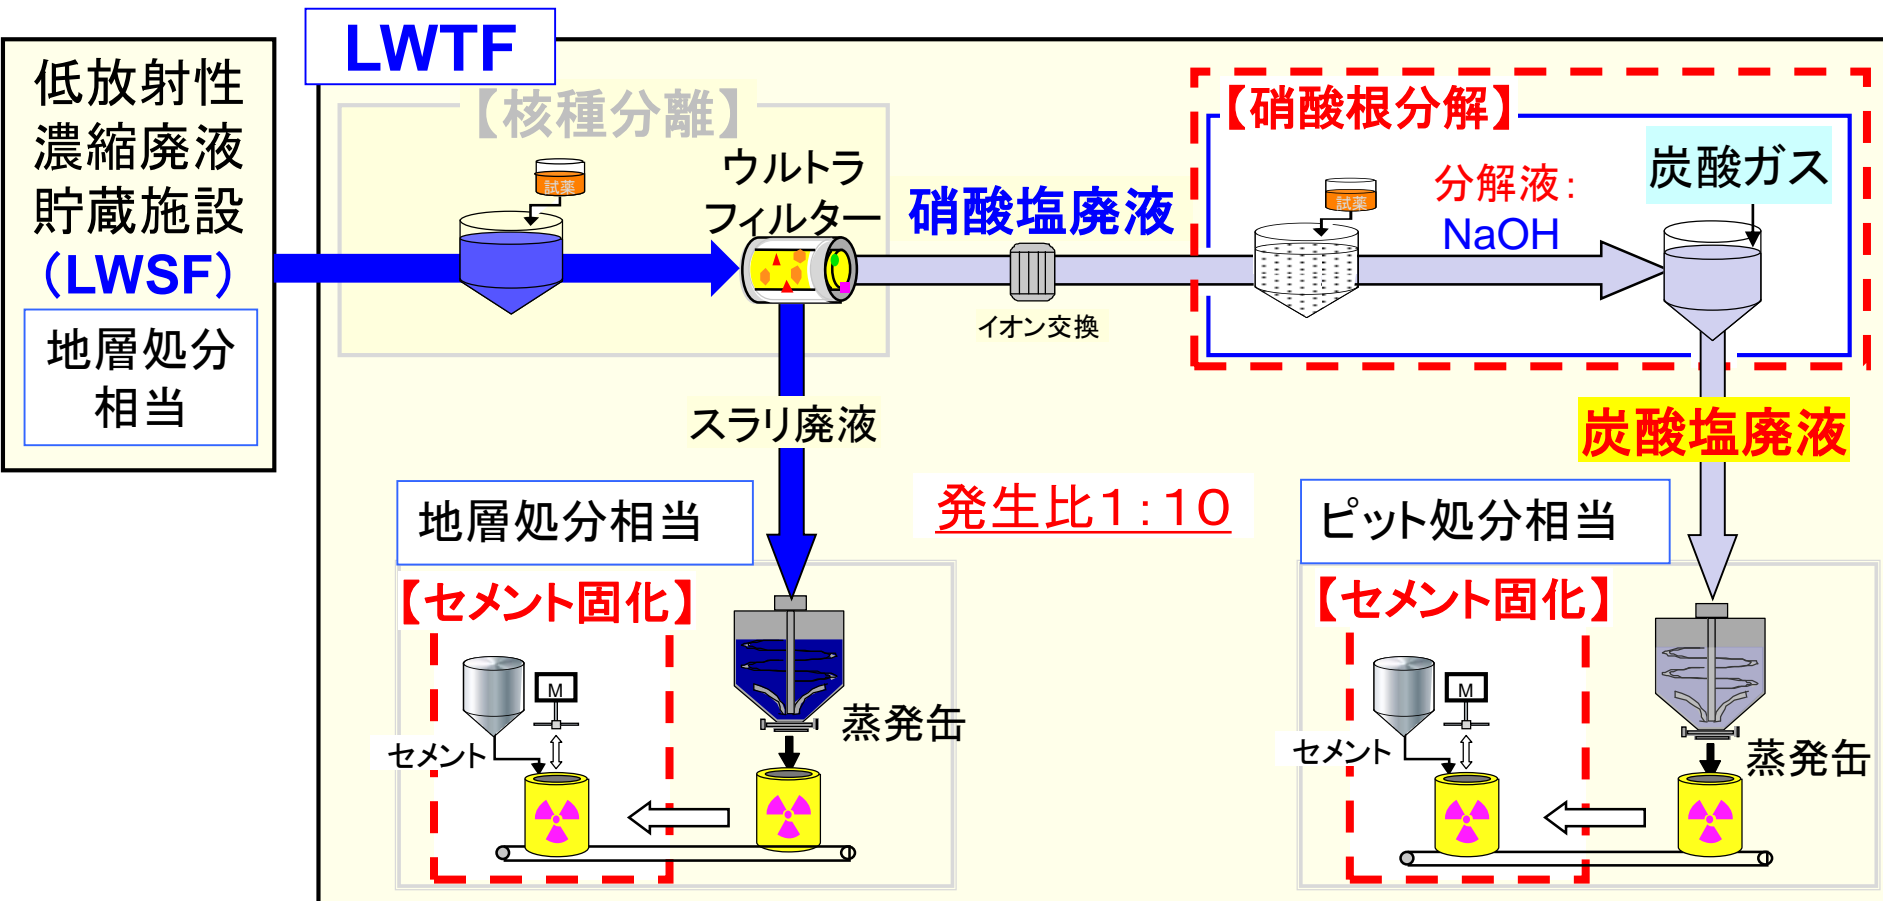 低放射性
濃縮廃液
貯蔵施設
（LWSF）
地層処分
相当
LWTF
【核種分離】
試薬
ウルトラ
フィルター
硝酸塩廃液
イオン交換
【硝酸根分解】
試薬
分解液：
NaOH
炭酸ガス
スラリ廃液
炭酸塩廃液
発生比１：１０
地層処分相当
【セメント固化】
M
セメント
蒸発缶
ピット処分相当
【セメント固化】
M
セメント
蒸発缶